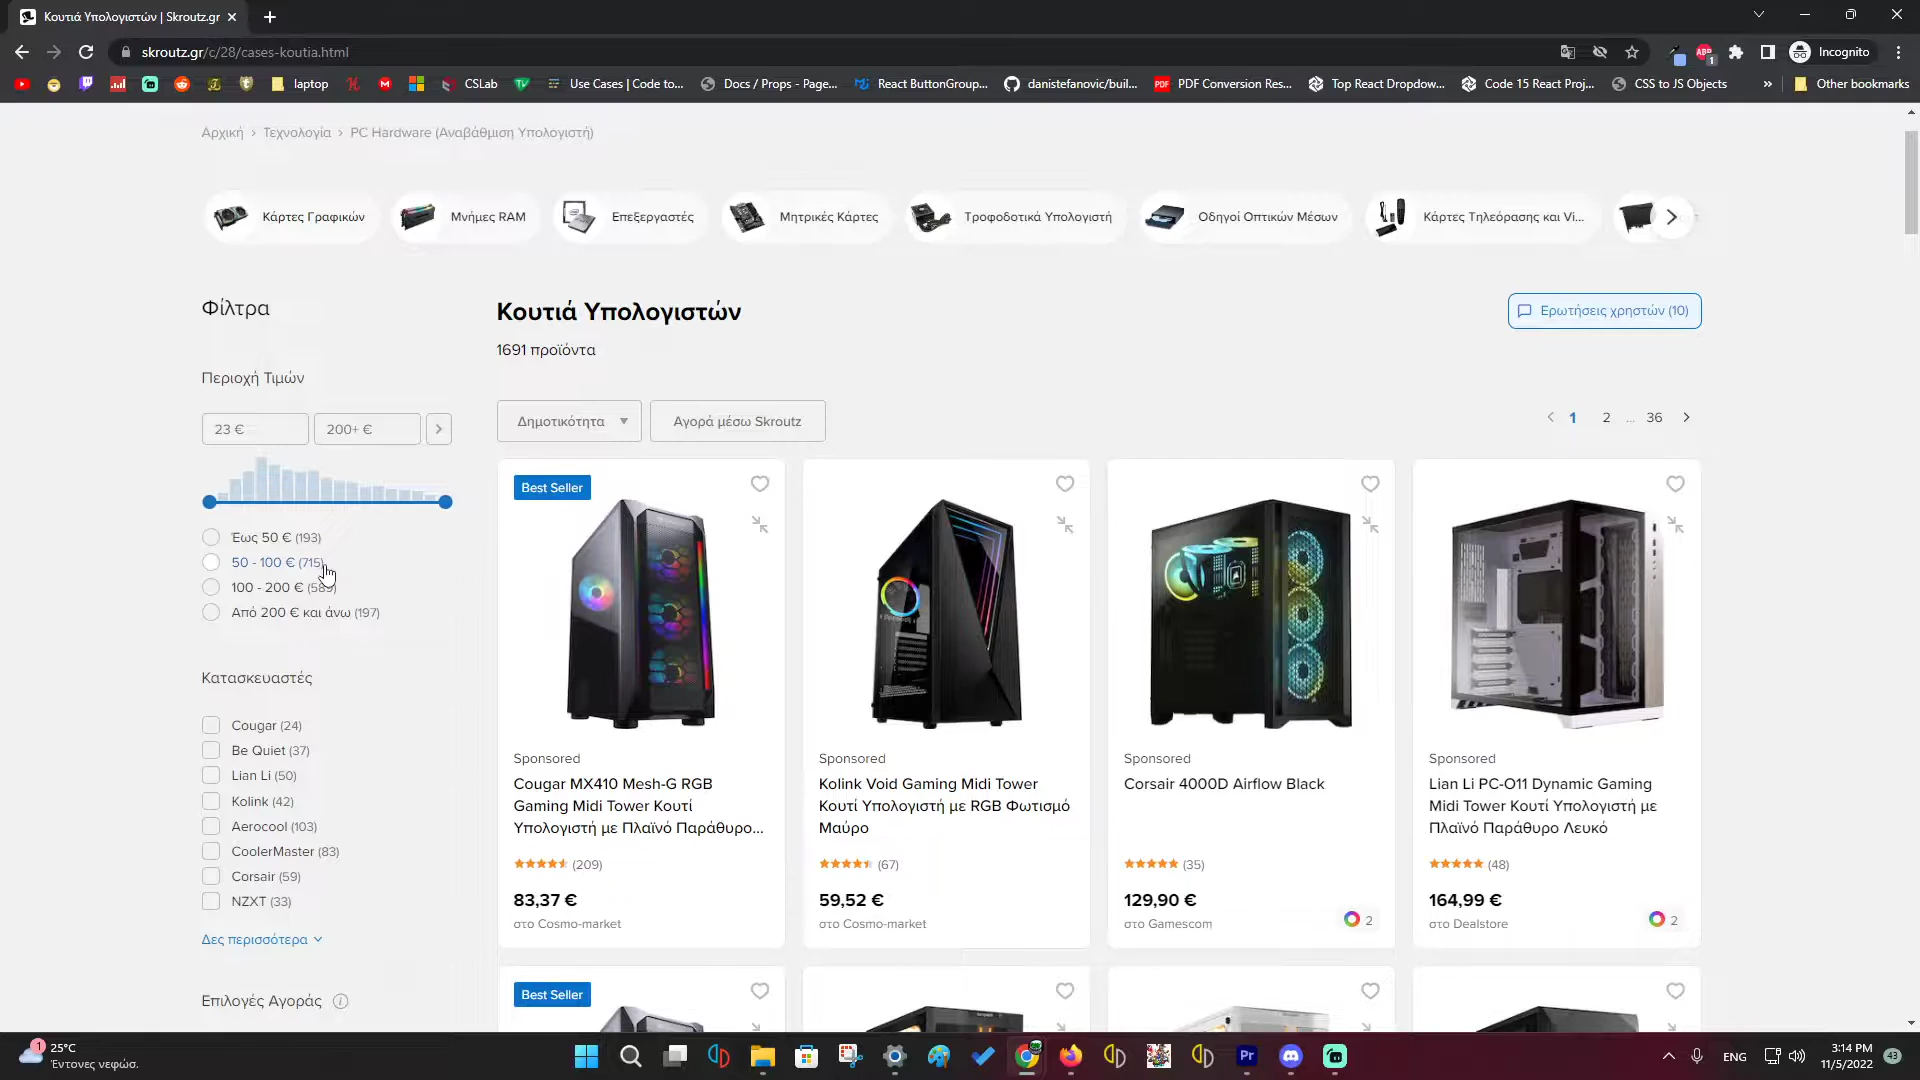 Κουτιά Υπολογιστών | Skroutz.gr
skroutz.gr/c/28/cases-koutia.html
Incognito
laptop
CSLab
Use Cases | Code to...
Docs / Props - Page...
React ButtonGroup...
danistefanovic/buil...
PDF Conversion Res...
Top React Dropdow...
Code 15 React Proj...
CSS to JS Objects
»
Other bookmarks
Αρχική › Τεχνολογία › PC Hardware (Αναβάθμιση Υπολογιστή)
Κάρτες Γραφικών
Μνήμες RAM
Επεξεργαστές
Μητρικές Κάρτες
Τροφοδοτικά Υπολογιστή
Οδηγοί Οπτικών Μέσων
Κάρτες Τηλεόρασης και Vi...
Φίλτρα
Περιοχή Τιμών
23 €
200+ €
Έως 50 € (193)
50 - 100 € (715)
100 - 200 € (589)
Από 200 € και άνω (197)
Κατασκευαστές
Cougar (24)
Be Quiet (37)
Lian Li (50)
Kolink (42)
Aerocool (103)
CoolerMaster (83)
Corsair (59)
NZXT (33)
Δες περισσότερα
Επιλογές Αγοράς
Κουτιά Υπολογιστών
1691 προϊόντα
Ερωτήσεις χρηστών (10)
Δημοτικότητα
Αγορά μέσω Skroutz
1 2 ... 36
Best Seller
Sponsored
Cougar MX410 Mesh-G RGB
Gaming Midi Tower Κουτί
Υπολογιστή με Πλαϊνό Παράθυρο...
(209)
83,37 €
στο Cosmo-market
Sponsored
Kolink Void Gaming Midi Tower
Κουτί Υπολογιστή με RGB Φωτισμό
Μαύρο
(67)
59,52 €
στο Cosmo-market
Sponsored
Corsair 4000D Airflow Black
(35)
129,90 €
στο Gamescom
2
Sponsored
Lian Li PC-O11 Dynamic Gaming
Midi Tower Κουτί Υπολογιστή με
Πλαϊνό Παράθυρο Λευκό
(48)
164,99 €
στο Dealstore
2
Best Seller
1
25°C
Έντονες νεφώσ.
Pr
ENG
3:14 PM
11/5/2022
43